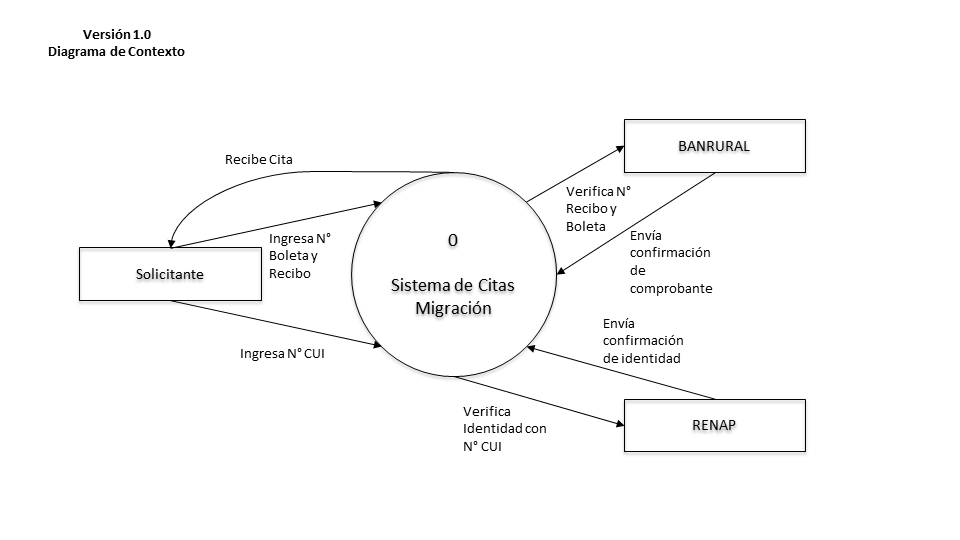 Versión 1.0
Diagrama de Contexto
BANRURAL
Recibe Cita
Verifica N°
Recibo y
Boleta
Ingresa N°
Boleta y
Recibo
0
Sistema de Citas
Migración
Envía
confirmación
de
comprobante
Solicitante
Envía
confirmación
de identidad
Ingresa N° CUI
Verifica
Identidad con
N° CUI
RENAP